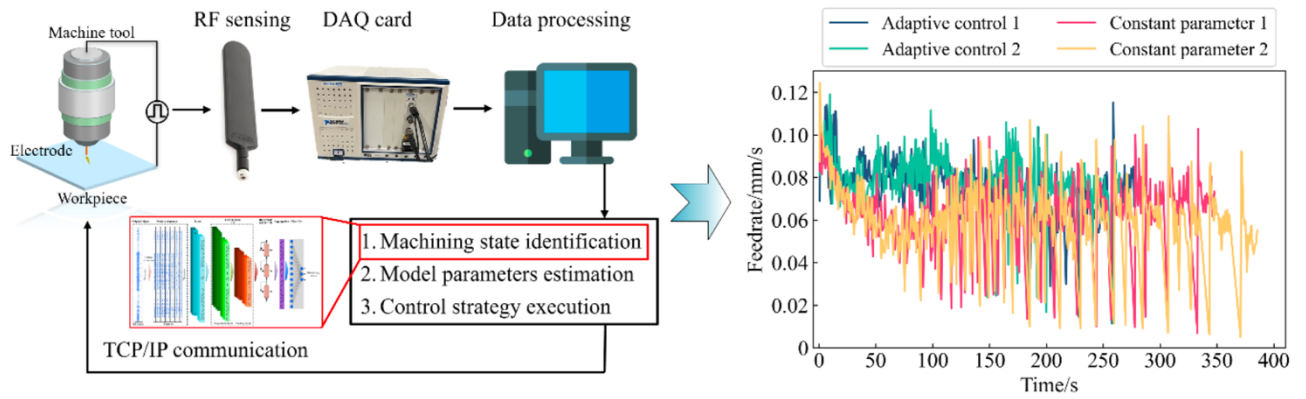 RF sensing
DAQ card
Data processing
Machine tool
Electrode
Workpiece
1. Machining state identification
2. Model parameters estimation
3. Control strategy execution
TCP/IP communication
Adaptive control 1
Constant parameter 1
Adaptive control 2
Constant parameter 2
Feedrate/mm/s
0.12
0.10
0.08
0.06
0.04
0.02
0
0
50
100
150
200
250
300
350
400
Time/s